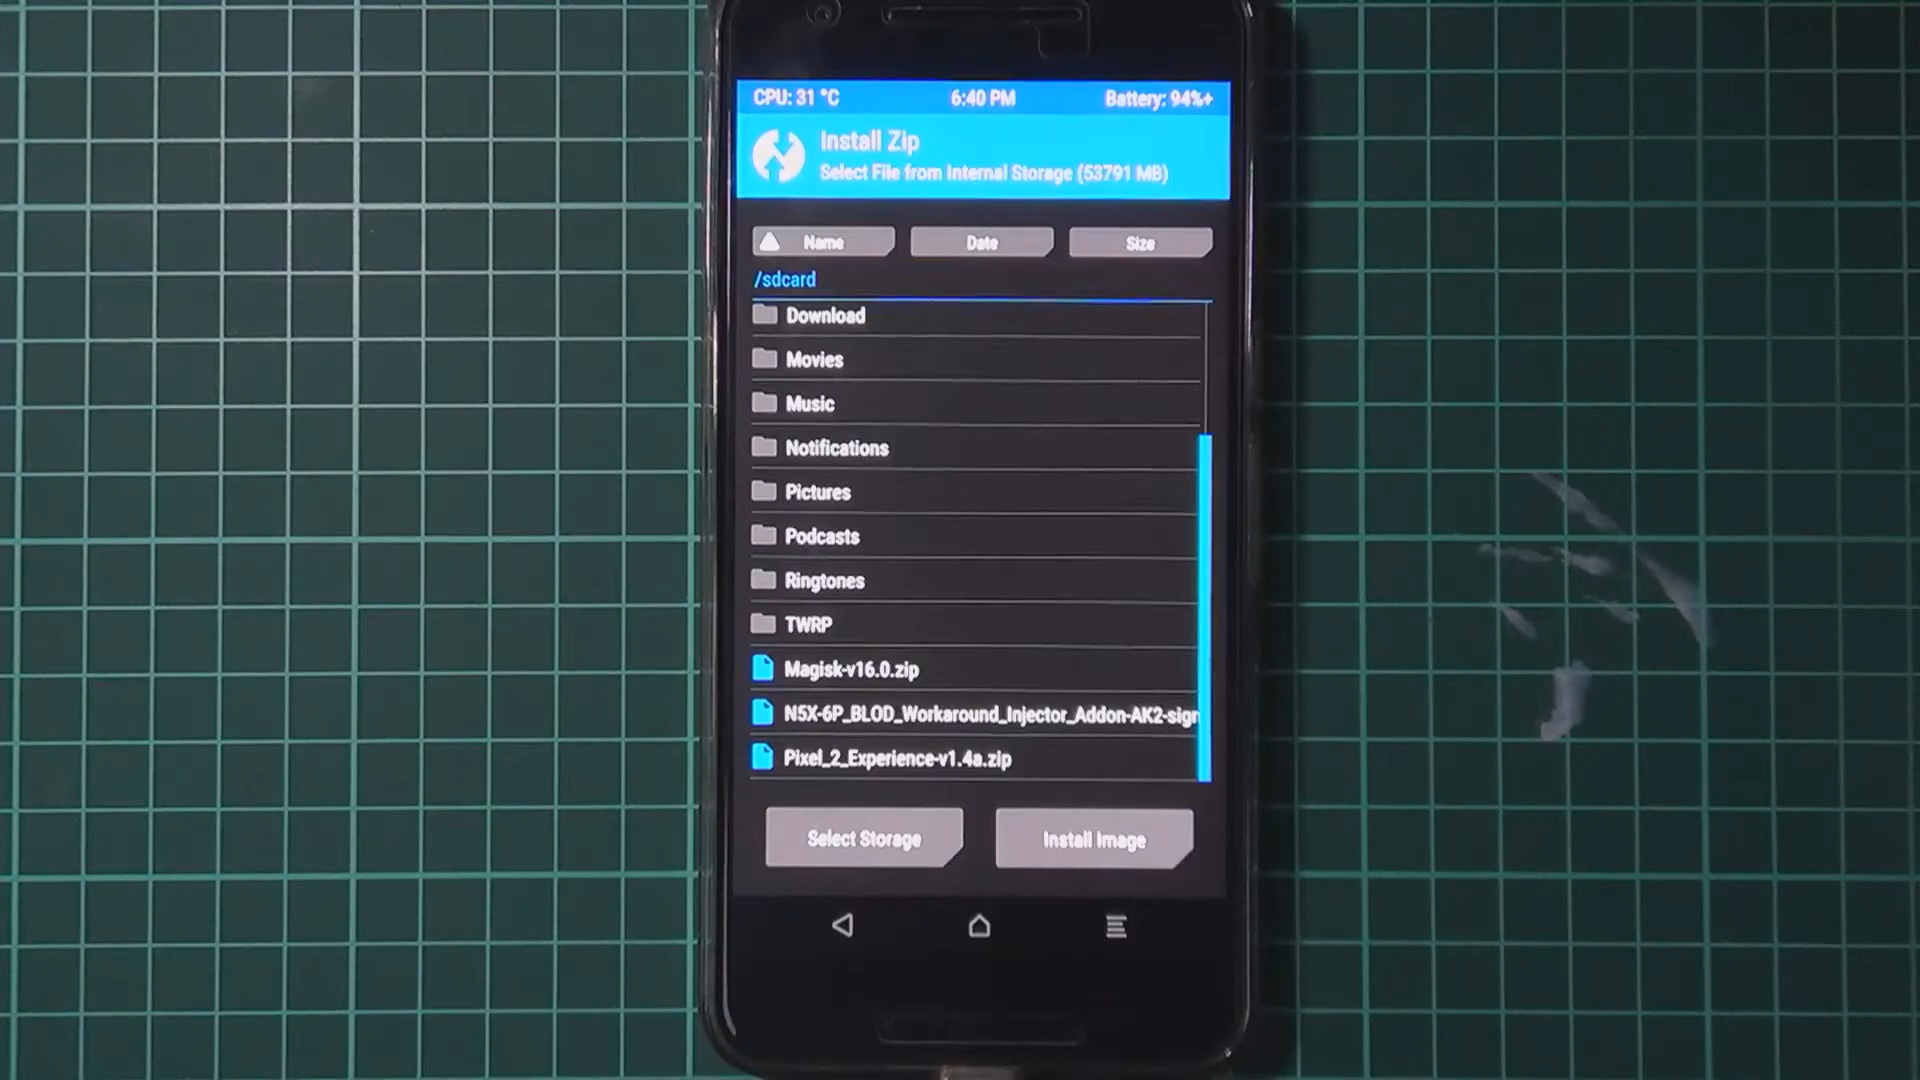 CPU: 31 °C 6:40 PM Battery: 94%+
Install Zip
Select File from Internal Storage (53791 MB)
Name Date Size
/sdcard
Download
Movies
Music
Notifications
Pictures
Podcasts
Ringtones
TWRP
Magisk-v16.0.zip
N5X-6P_BLOD_Workaround_Injector_Addon-AK2-sign
Pixel_2_Experience-v1.4a.zip
Select Storage Install Image